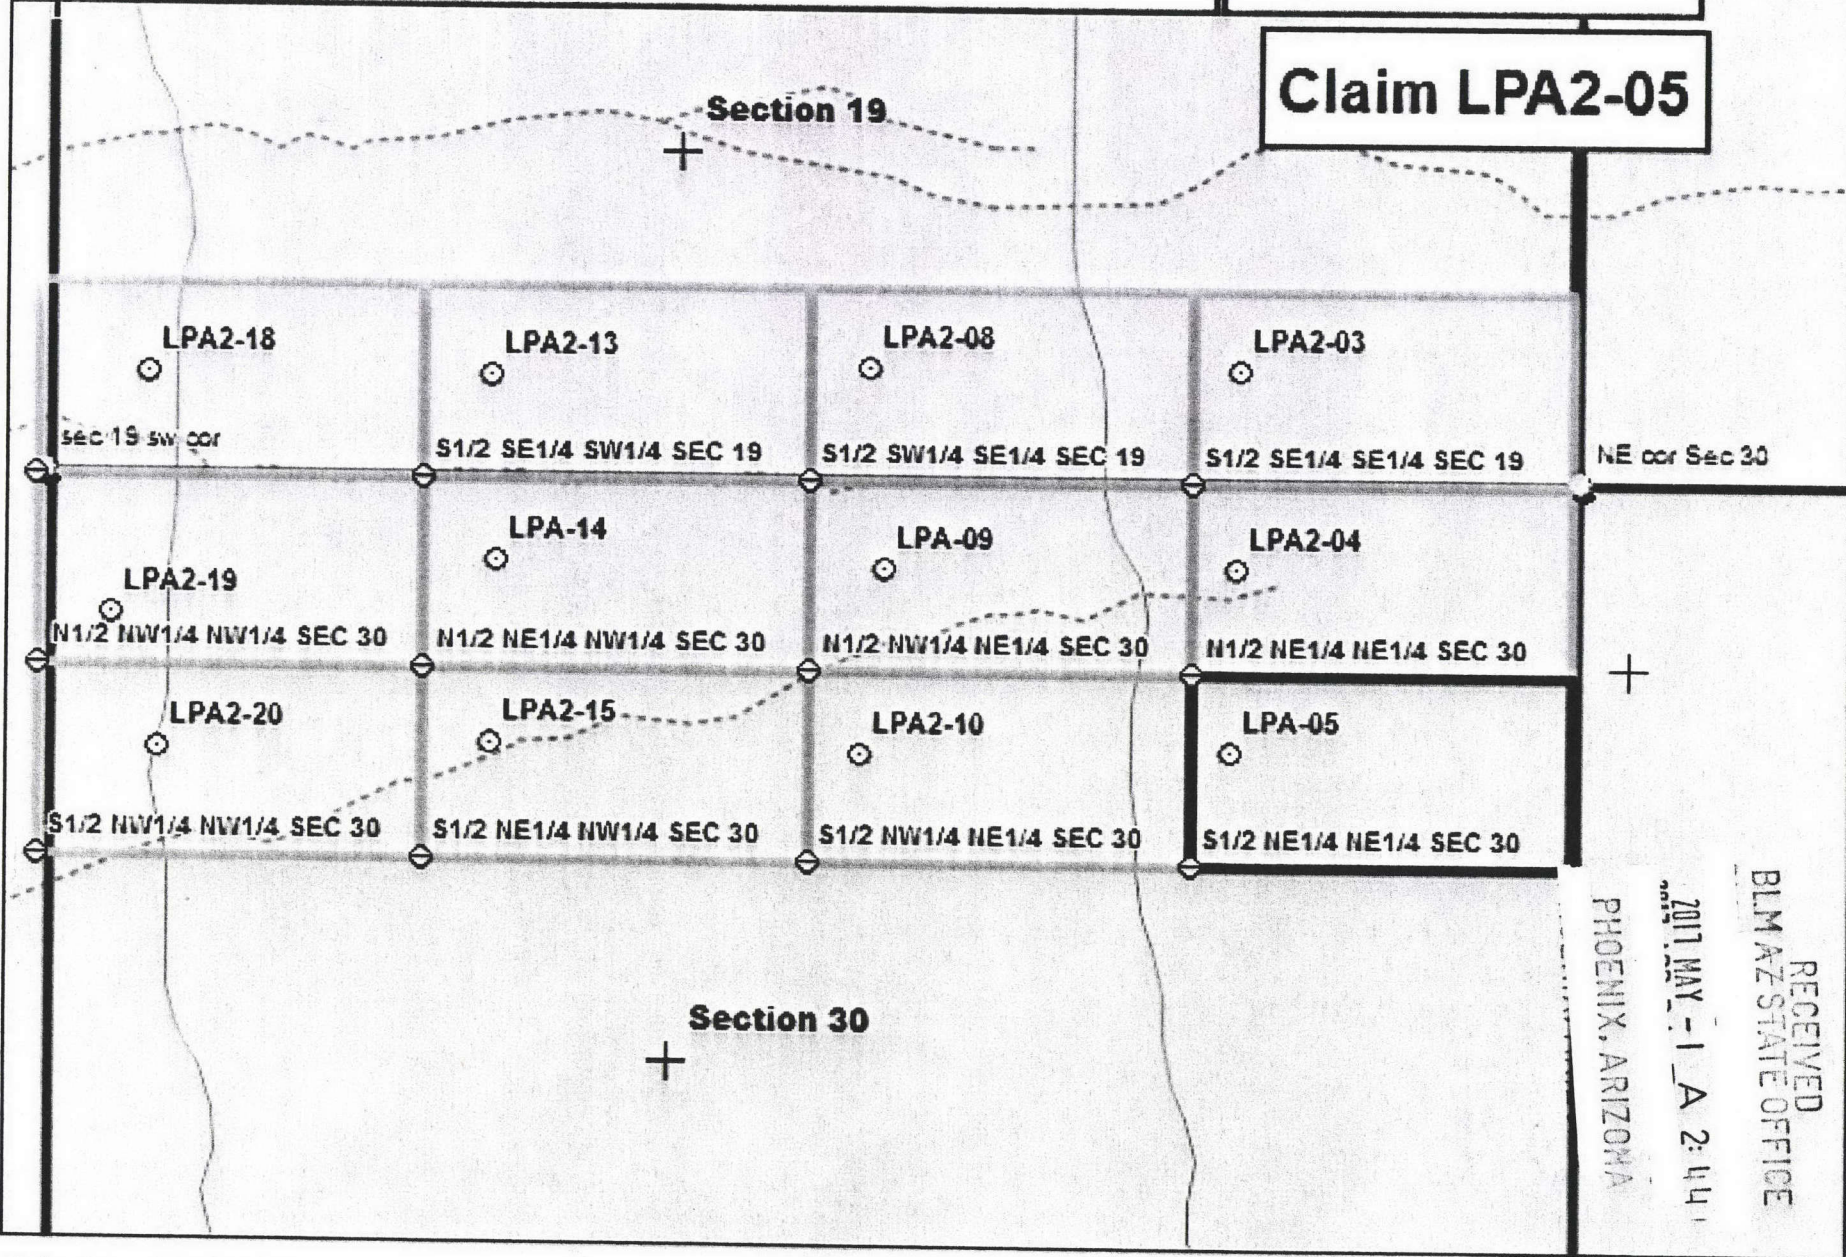 Claim LPA2-05
Section 19
LPA2-18
LPA2-13
LPA2-08
LPA2-03
sec 19 sw cor
S1/2 SE1/4 SW1/4 SEC 19
S1/2 SW1/4 SE1/4 SEC 19
S1/2 SE1/4 SE1/4 SEC 19
NE cor Sec 30
LPA2-19
LPA-14
LPA-09
LPA2-04
N1/2 NW1/4 NW1/4 SEC 30
N1/2 NE1/4 NW1/4 SEC 30
N1/2 NW1/4 NE1/4 SEC 30
N1/2 NE1/4 NE1/4 SEC 30
LPA2-20
LPA2-15
LPA2-10
LPA-05
S1/2 NW1/4 NW1/4 SEC 30
S1/2 NE1/4 NW1/4 SEC 30
S1/2 NW1/4 NE1/4 SEC 30
S1/2 NE1/4 NE1/4 SEC 30
Section 30
RECEIVED
BLM AZ STATE OFFICE
2017 MAY -1 A 2:44
PHOENIX, ARIZONA